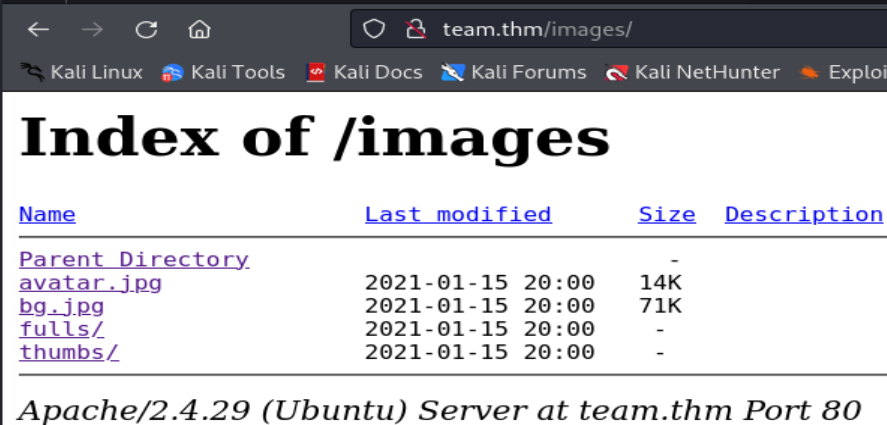 team.thm/images/
Kali Linux Kali Tools Kali Docs Kali Forums Kali NetHunter Exploi
Index of /images
Name Last modified Size Description
Parent Directory -
avatar.jpg 2021-01-15 20:00 14K
bg.jpg 2021-01-15 20:00 71K
fulls/ 2021-01-15 20:00 -
thumbs/ 2021-01-15 20:00 -
Apache/2.4.29 (Ubuntu) Server at team.thm Port 80